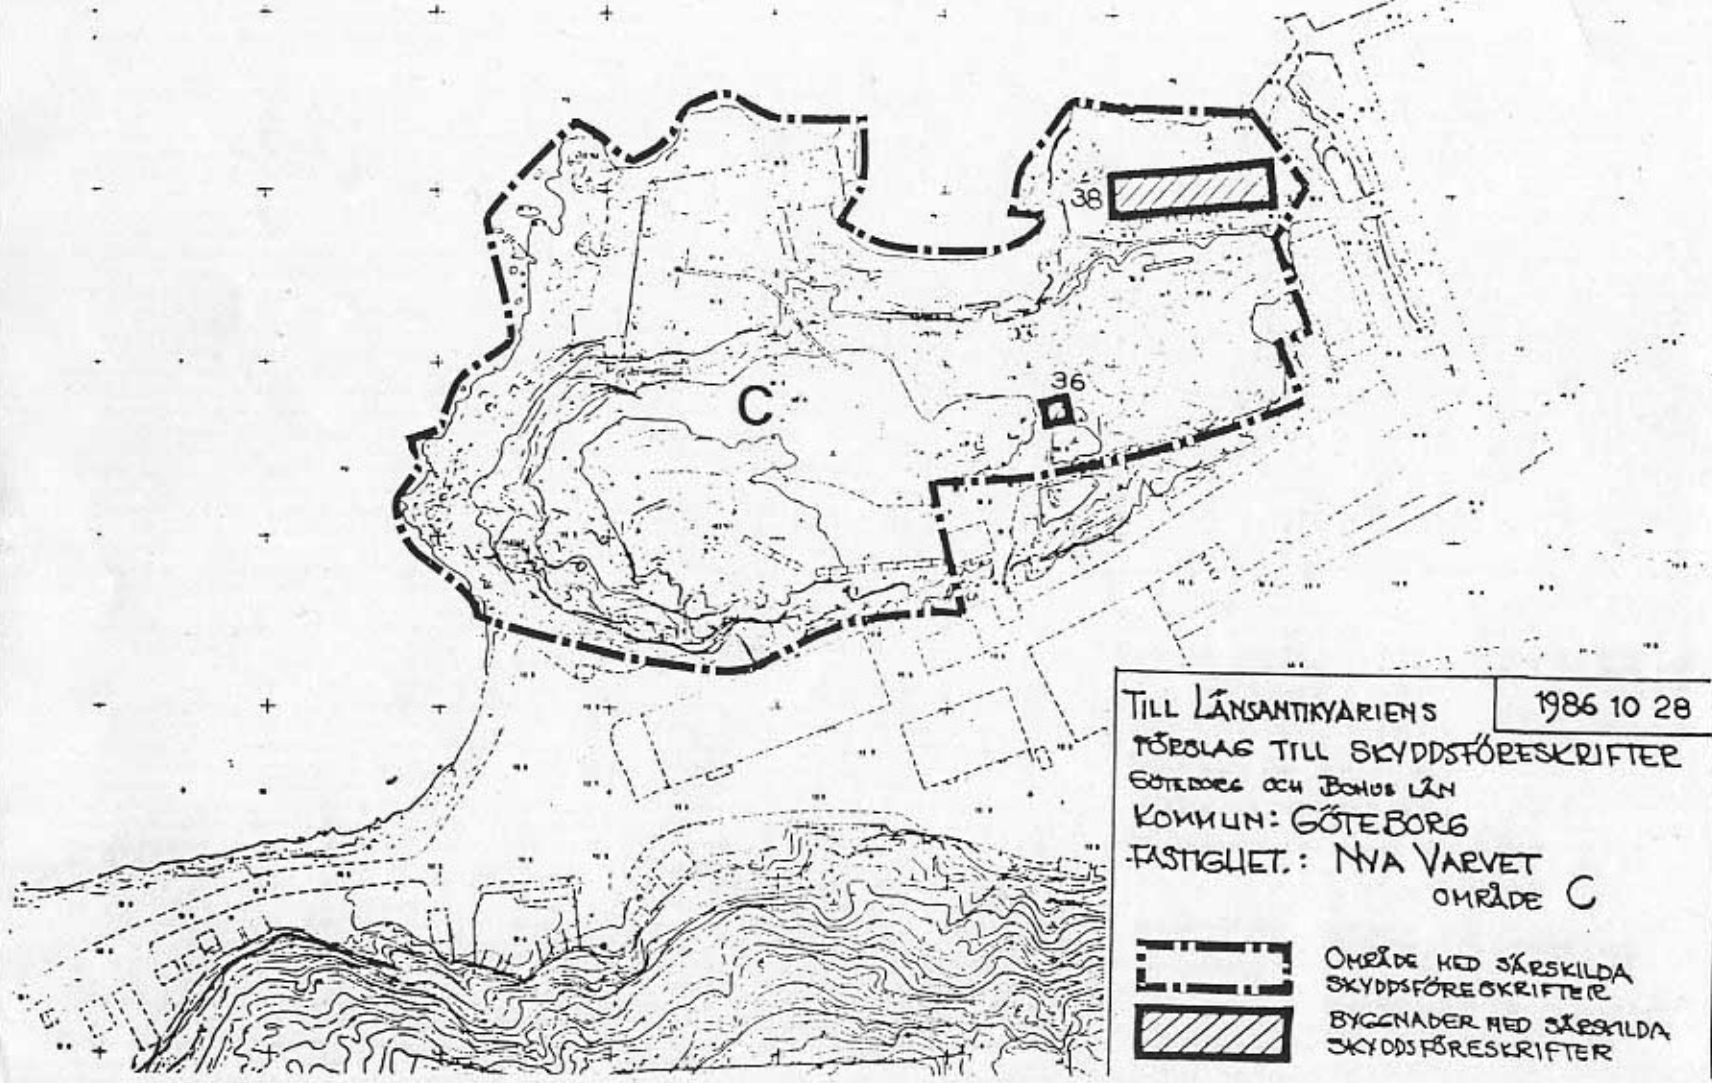 38
36
C
TILL LÄNSANTIKVARIENS
1986 10 28
FÖRSLAG TILL SKYDDSFÖRESKRIFTER
GÖTEBORG OCH BOHUS LÄN
KOMMUN: GÖTEBORG
FASTIGHET.: NYA VARVET
OMRÅDE C
OMRÅDE MED SÄRSKILDA
SKYDDSFÖRESKRIFTER
BYGGNADER MED SÄRSKILDA
SKYDDSFÖRESKRIFTER